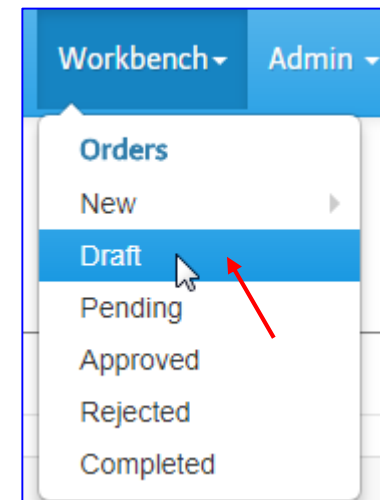 Workbench Admin
Orders
New
Draft
Pending
Approved
Rejected
Completed